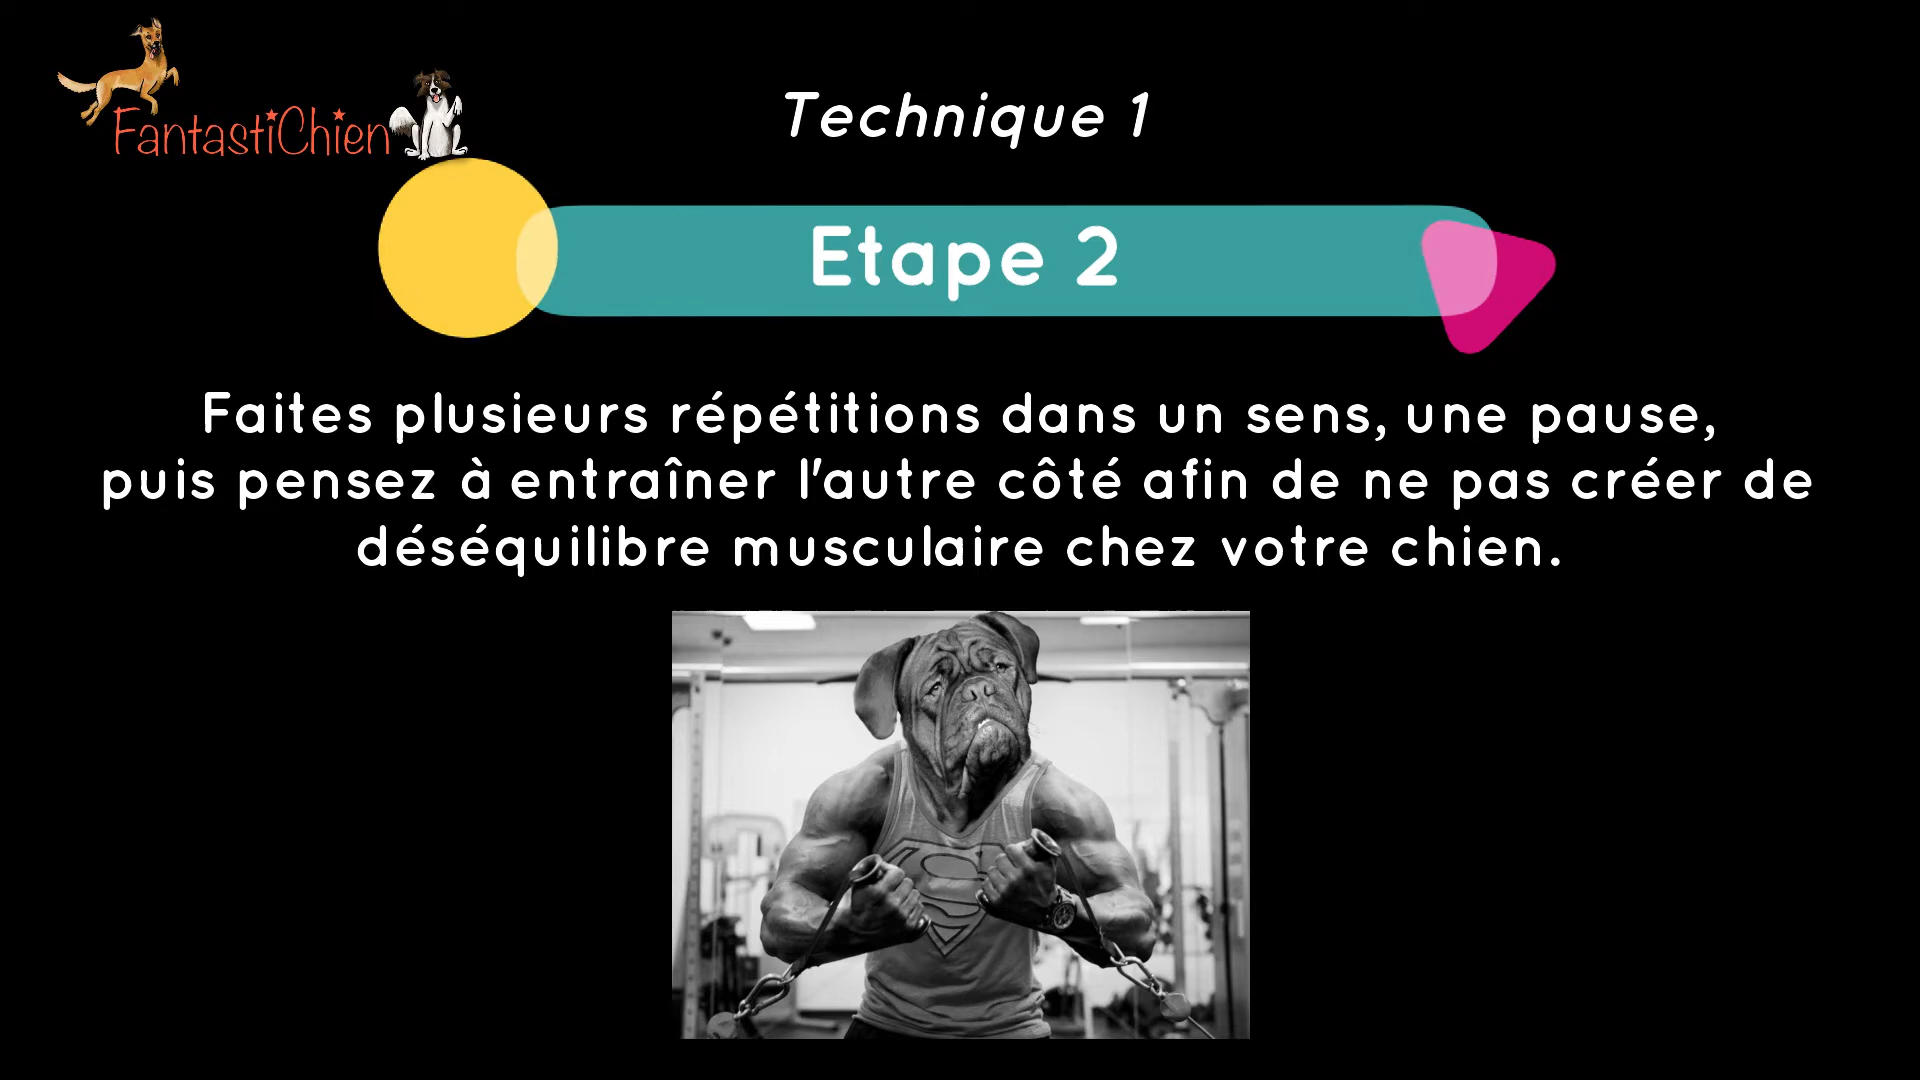 FantastiChien
Technique 1
Etape 2
Faites plusieurs répétitions dans un sens, une pause,
puis pensez à entraîner l'autre côté afin de ne pas créer de
déséquilibre musculaire chez votre chien.
S